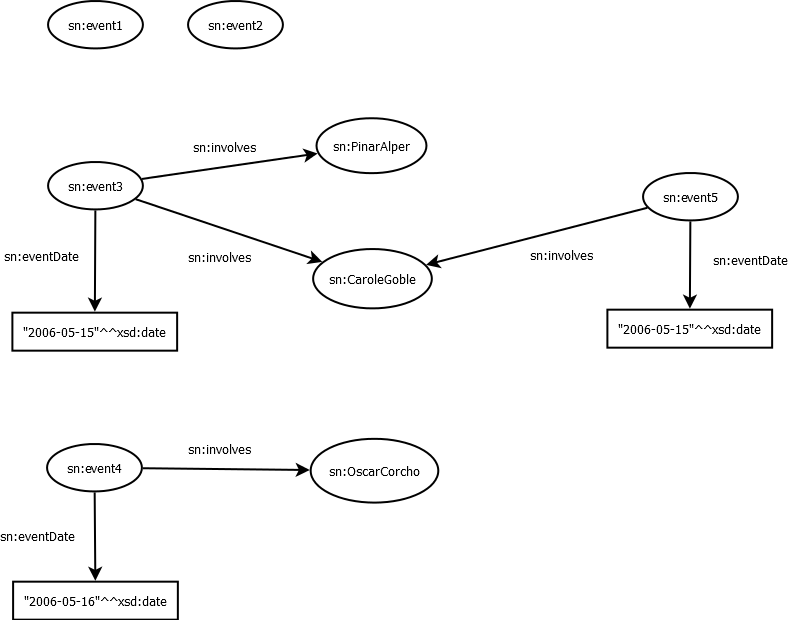 sn:event1
sn:event2
sn:involves
sn:PinarAlper
sn:event3
sn:event5
sn:eventDate
sn:involves
sn:involves
sn:eventDate
sn:CaroleGoble
"2006-05-15"^^xsd:date
"2006-05-15"^^xsd:date
sn:involves
sn:event4
sn:OscarCorcho
sn:eventDate
"2006-05-16"^^xsd:date